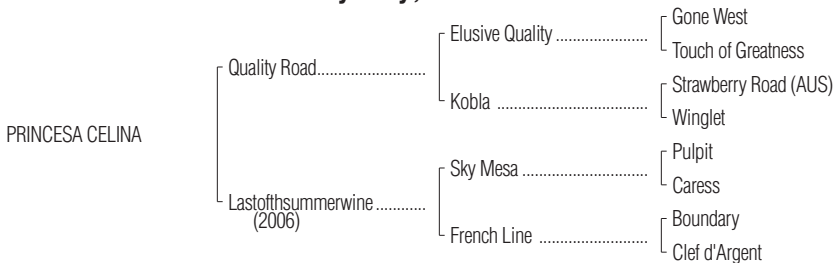 Gone West
Elusive Quality .....................
Touch of Greatness
Quality Road.........................
Strawberry Road (AUS)
Kobla ..................................
Winglet
PRINCESA CELINA
Pulpit
Sky Mesa ............................
Caress
Lastofthsummerwine ...........
(2006)
Boundary
French Line .........................
Clef d'Argent